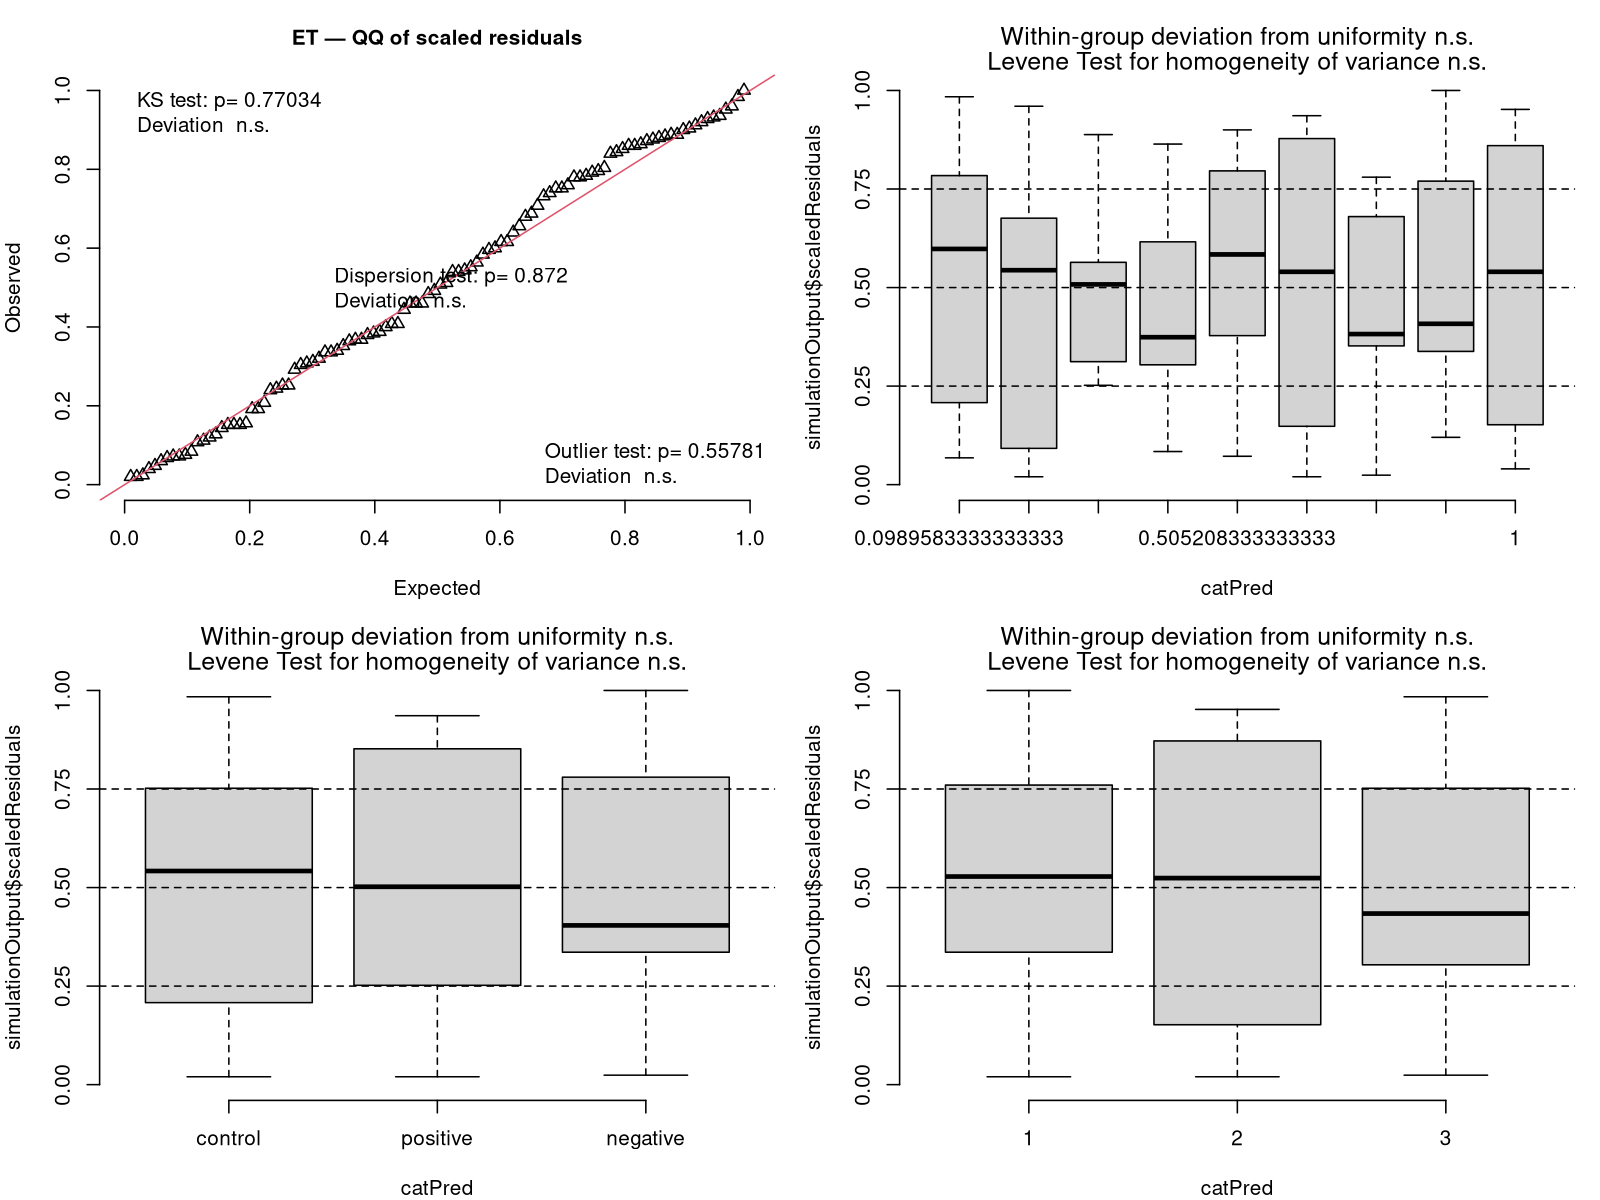 ET — QQ of scaled residuals
KS test: p= 0.77034
Deviation n.s.
Dispersion test: p= 0.872
Deviation n.s.
Outlier test: p= 0.55781
Deviation n.s.
Observed
0.0 0.2 0.4 0.6 0.8 1.0
0.0 0.2 0.4 0.6 0.8 1.0
Expected
Within-group deviation from uniformity n.s.
Levene Test for homogeneity of variance n.s.
simulationOutput$scaledResiduals
0.00 0.25 0.50 0.75 1.00
0.0989583333333333 0.505208333333333 1
catPred
Within-group deviation from uniformity n.s.
Levene Test for homogeneity of variance n.s.
simulationOutput$scaledResiduals
0.00 0.25 0.50 0.75 1.00
control positive negative
catPred
Within-group deviation from uniformity n.s.
Levene Test for homogeneity of variance n.s.
simulationOutput$scaledResiduals
0.00 0.25 0.50 0.75 1.00
1 2 3
catPred